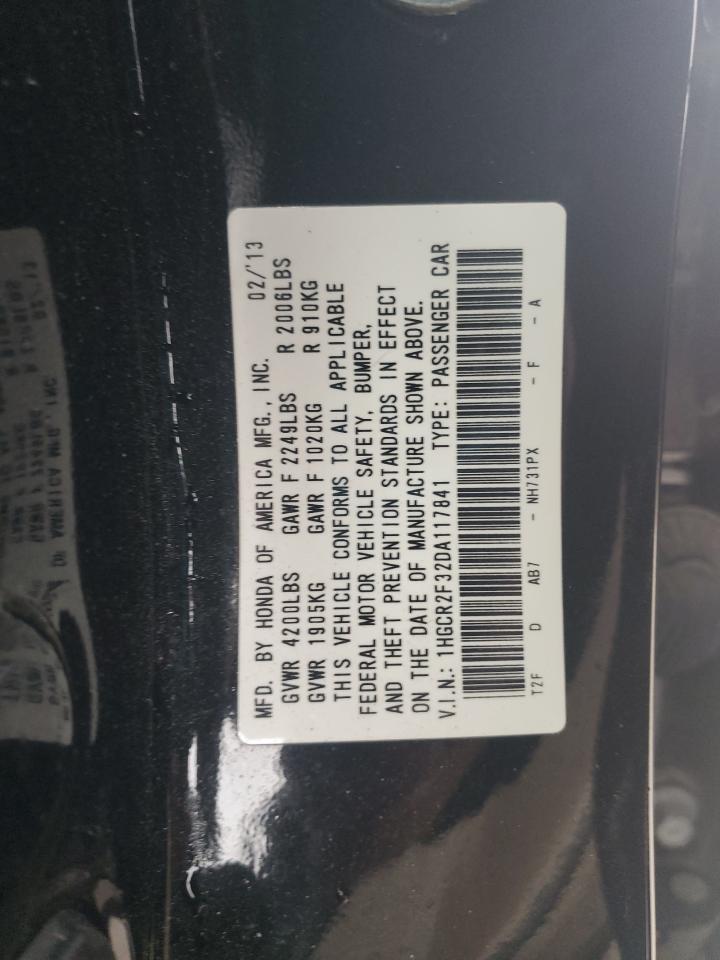 MFD. BY HONDA OF AMERICA MFG., INC. 02/'13
GVWR 4200LBS GAWR F 2249LBS R 2006LBS
GVWR 1905KG GAWR F 1020KG R 910KG
THIS VEHICLE CONFORMS TO ALL APPLICABLE
FEDERAL MOTOR VEHICLE SAFETY, BUMPER,
AND THEFT PREVENTION STANDARDS IN EFFECT
ON THE DATE OF MANUFACTURE SHOWN ABOVE.
V.I.N.: 1HGCR2F32DA117841 TYPE: PASSENGER CAR
T2F D AB7 - NH731PX - F - A